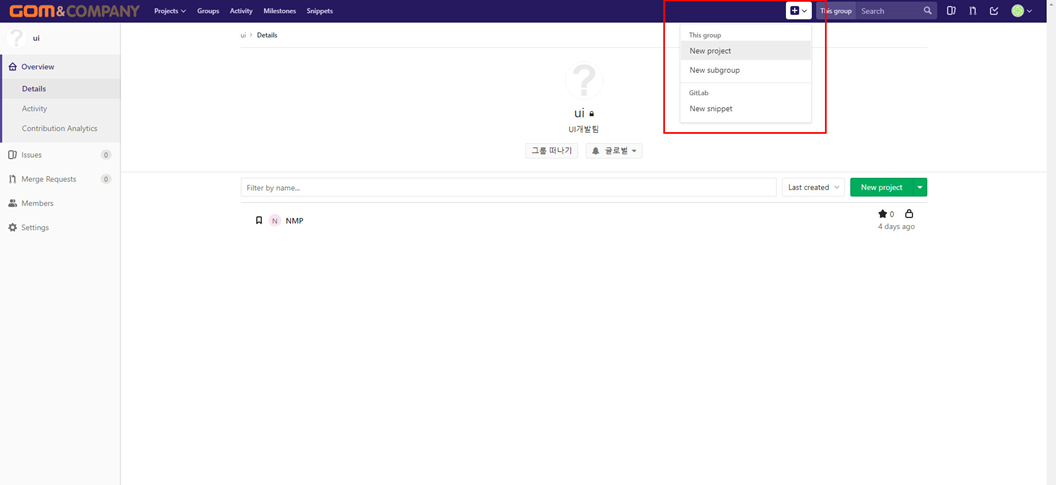 GOM&COMPANY Projects Groups Activity Milestones Snippets This group Search
ui
Overview
Details
Activity
Contribution Analytics
Issues 0
Merge Requests 0
Members
Settings
ui > Details
This group
New project
New subgroup
GitLab
New snippet
?
ui
UI개발팀
그룹 떠나기 글로벌
Filter by name... Last created New project
N NMP 0
4 days ago